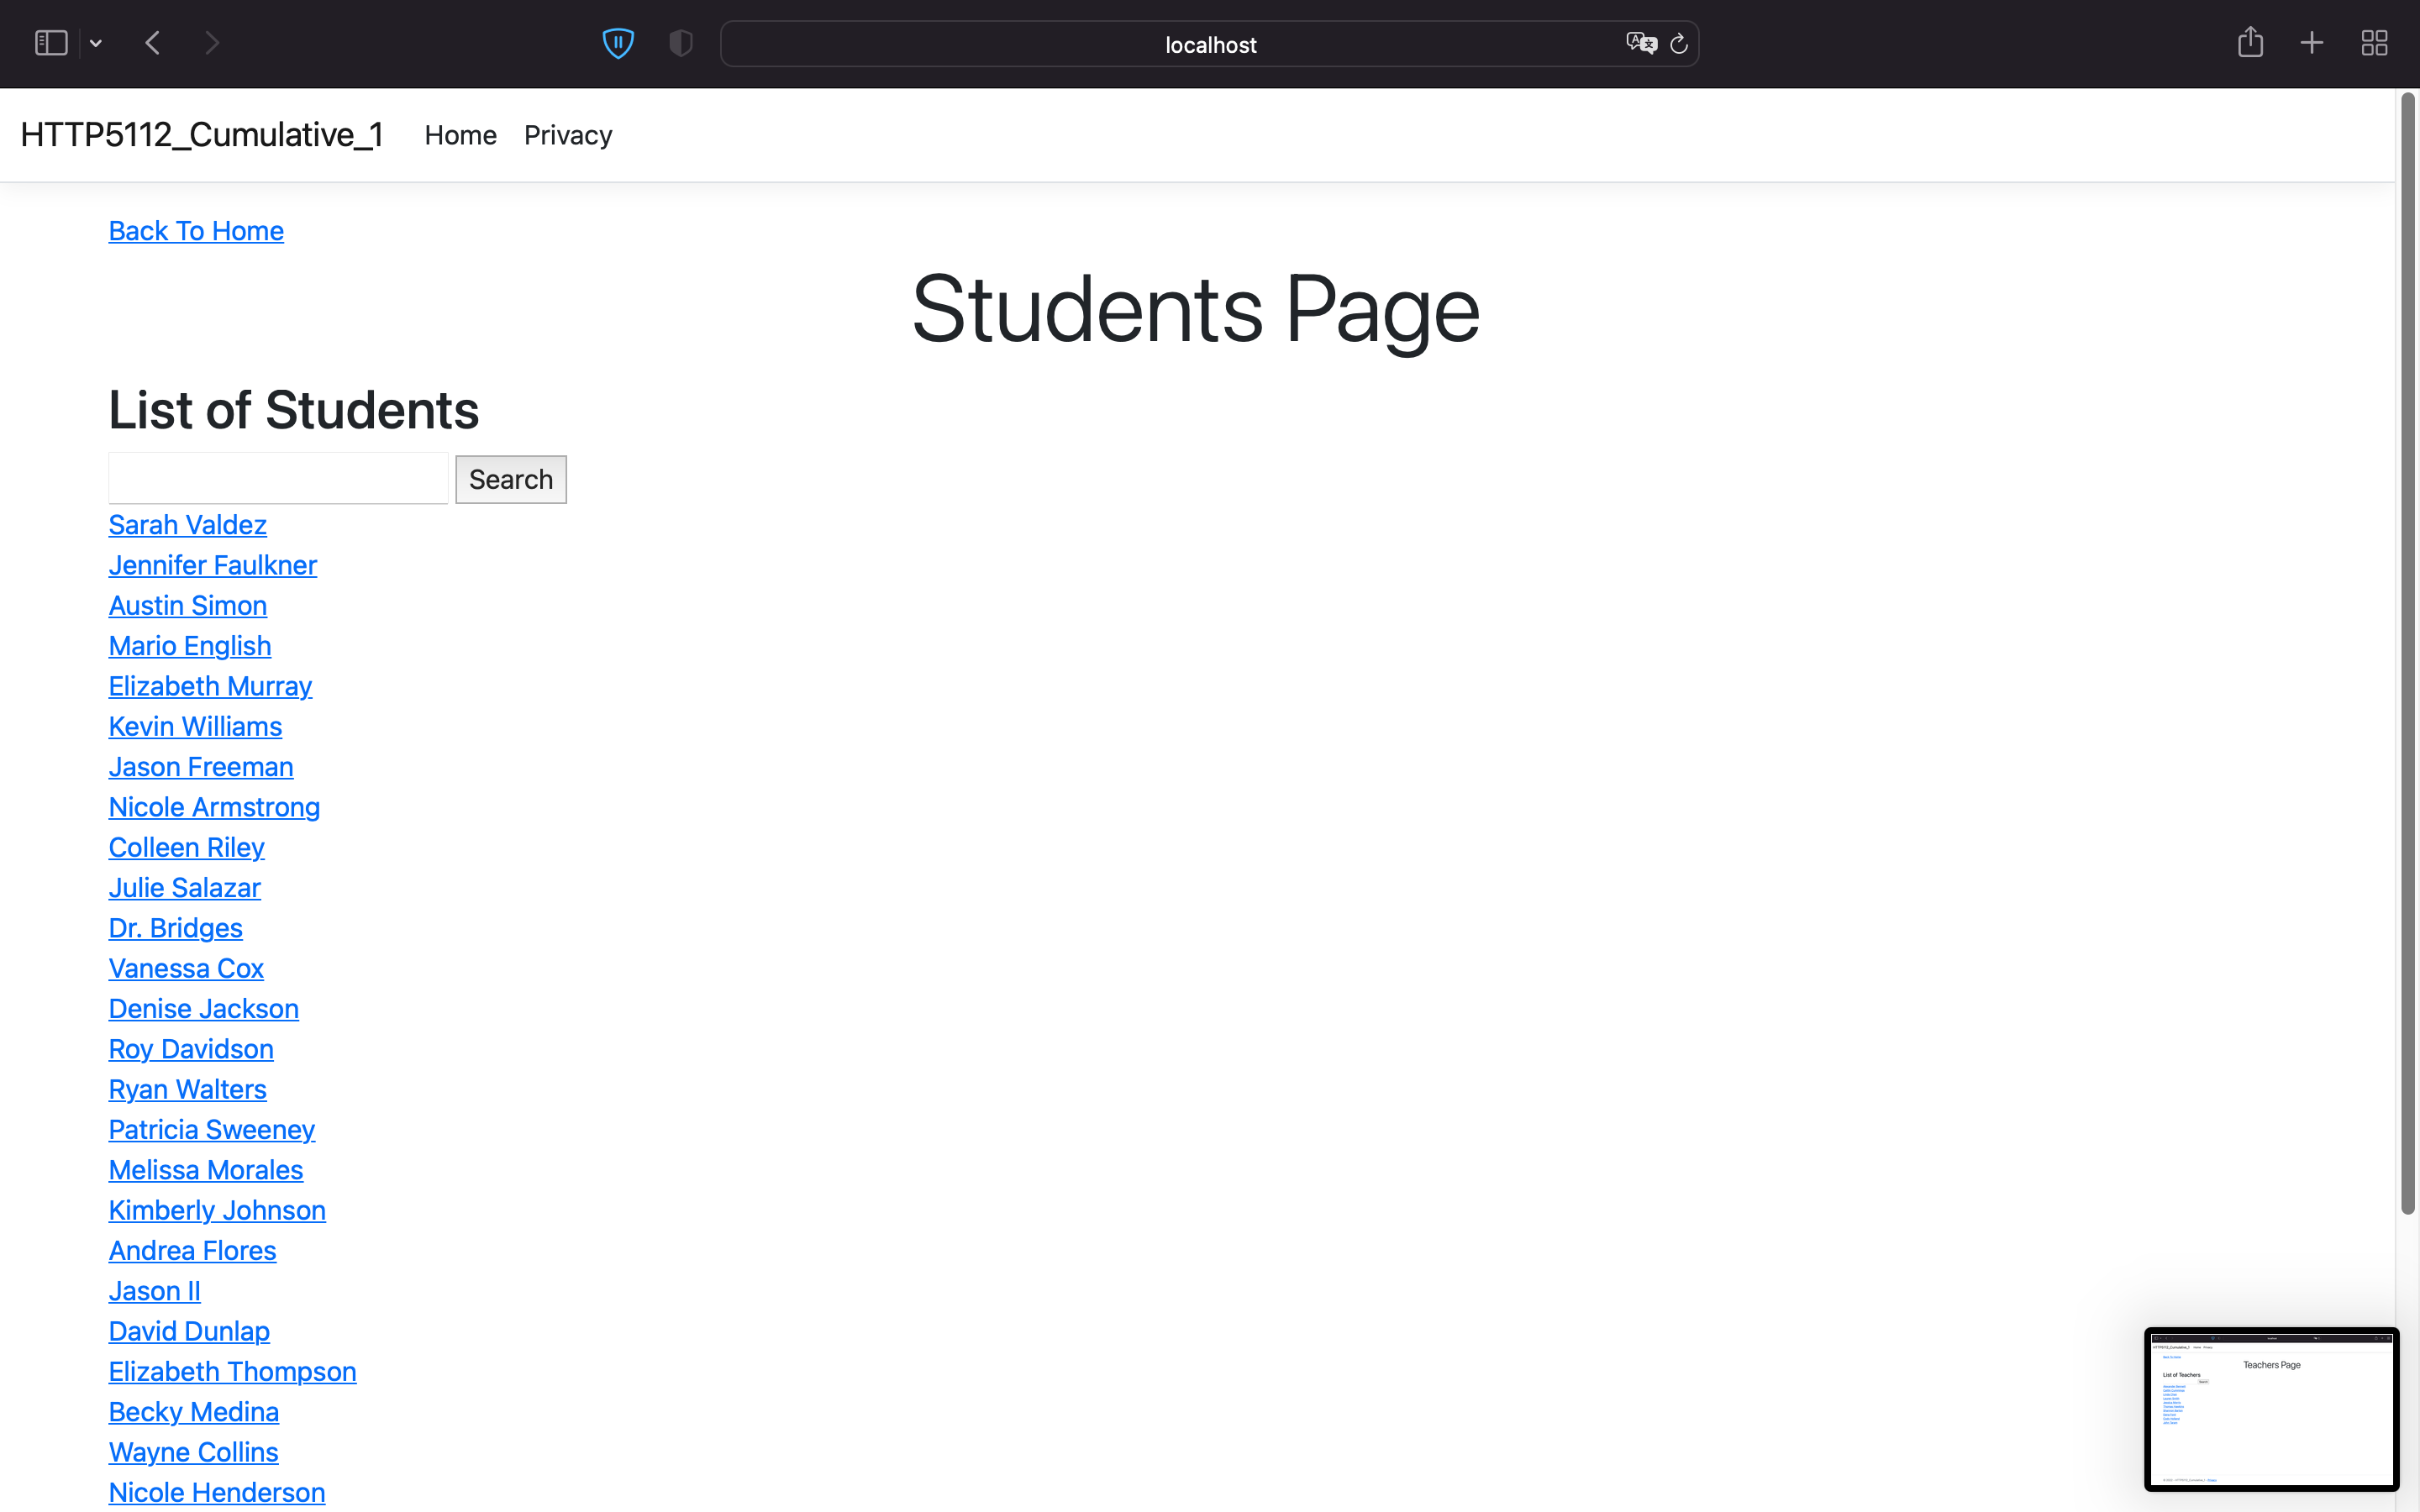 localhost
HTTP5112_Cumulative_1 Home Privacy
Back To Home
Students Page
List of Students
Search
Sarah Valdez
Jennifer Faulkner
Austin Simon
Mario English
Elizabeth Murray
Kevin Williams
Jason Freeman
Nicole Armstrong
Colleen Riley
Julie Salazar
Dr. Bridges
Vanessa Cox
Denise Jackson
Roy Davidson
Ryan Walters
Patricia Sweeney
Melissa Morales
Kimberly Johnson
Andrea Flores
Jason II
David Dunlap
Elizabeth Thompson
Becky Medina
Wayne Collins
Nicole Henderson
Teachers Page
List of Teachers